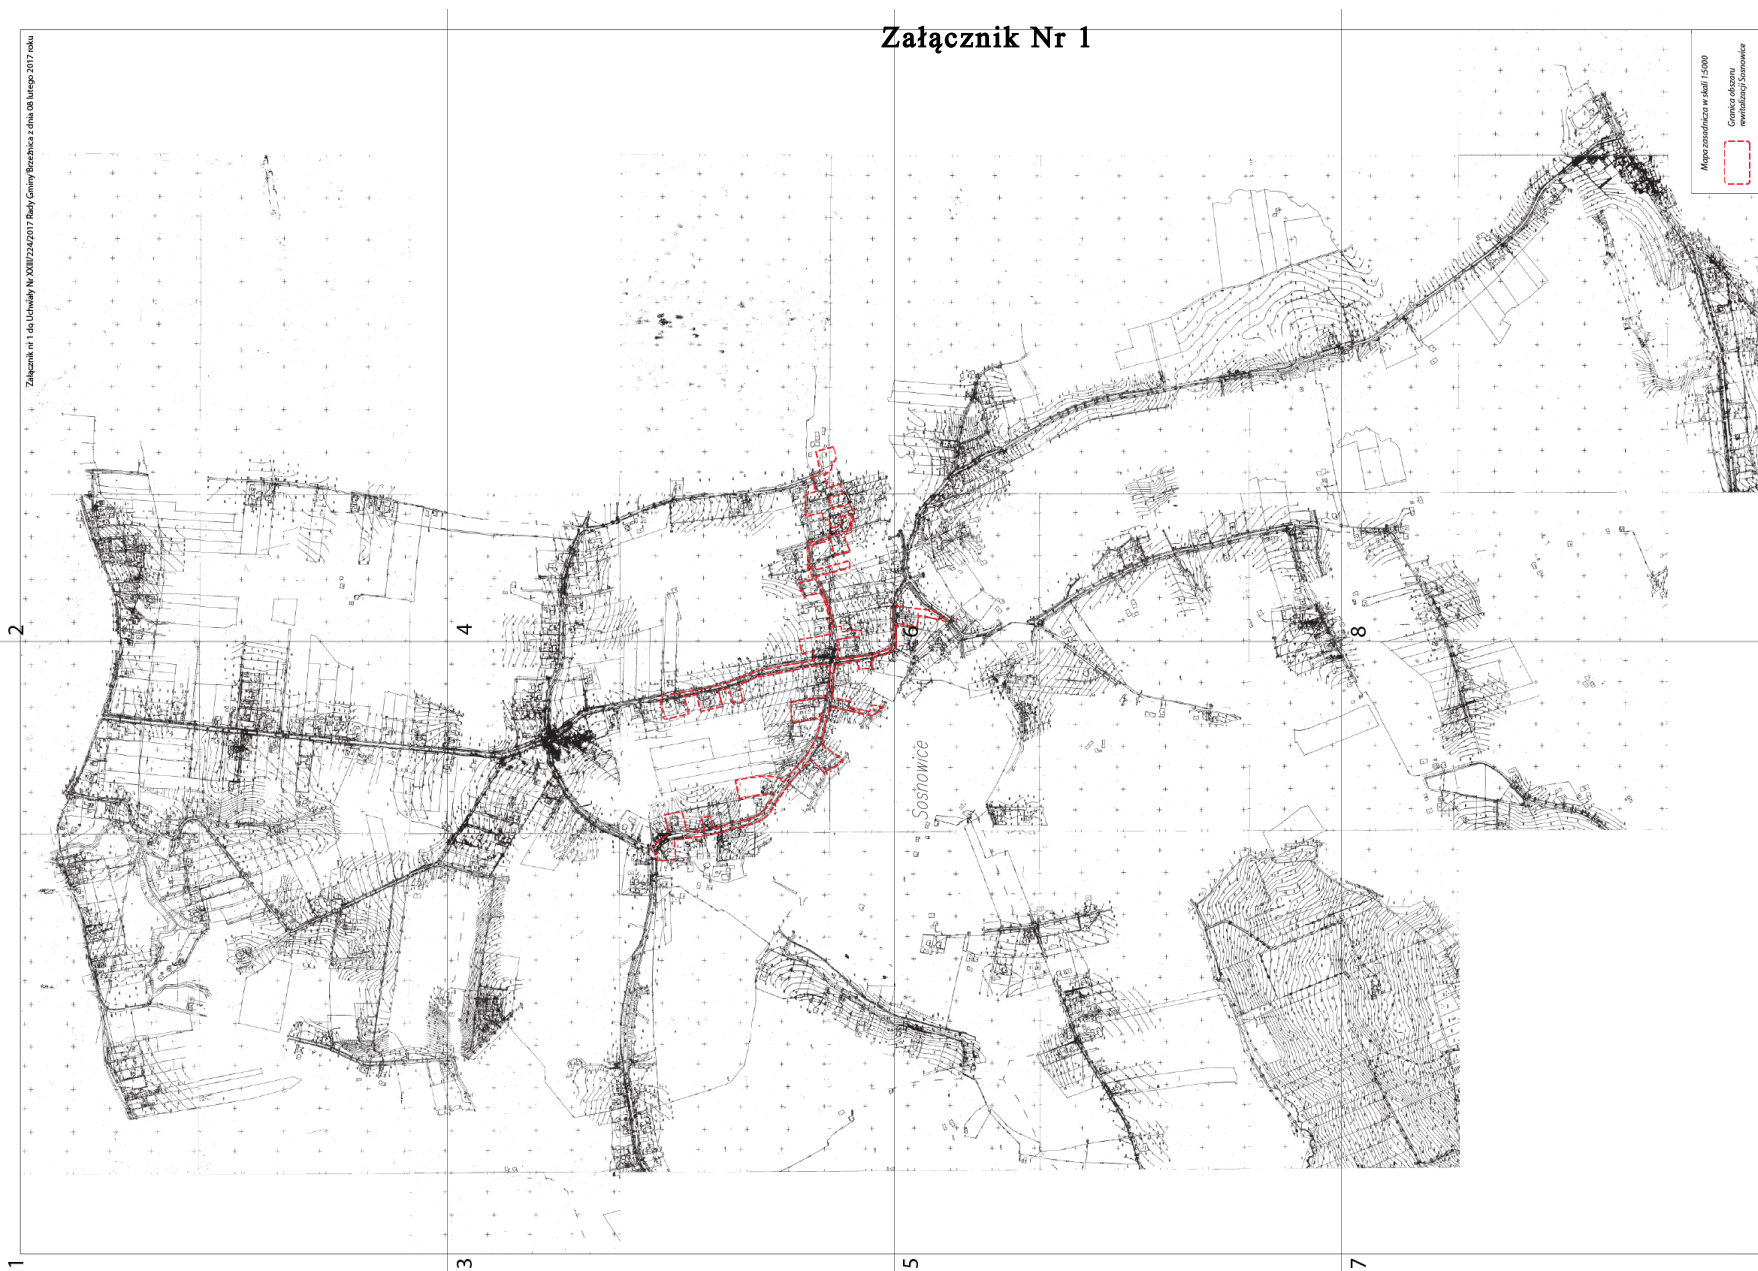 Załącznik Nr 1
Załącznik nr 1 do Uchwały Nr XXIII/224/2017 Rady Gminy Brzeźnica z dnia 08 lutego 2017 roku
Mapa zasadnicza w skali 1:5000
Granica obszaru
rewitalizacji Sosnowice
2
4
6
8
Sosnowice
1
3
5
7